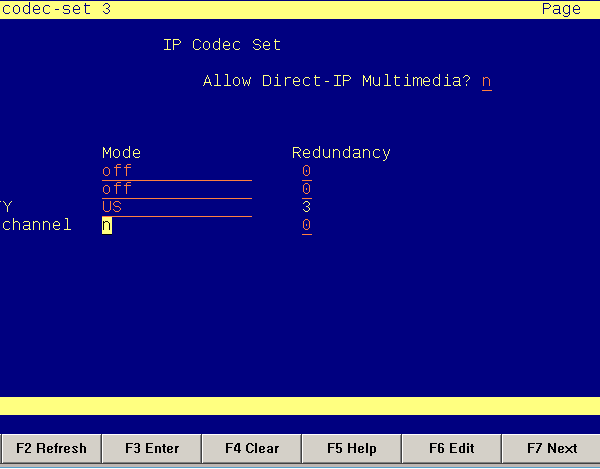 codec-set 3 Page
IP Codec Set
Allow Direct-IP Multimedia? n
Mode Redundancy
off 0
off 0
Y US 3
channel n 0
F2 Refresh F3 Enter F4 Clear F5 Help F6 Edit F7 Next